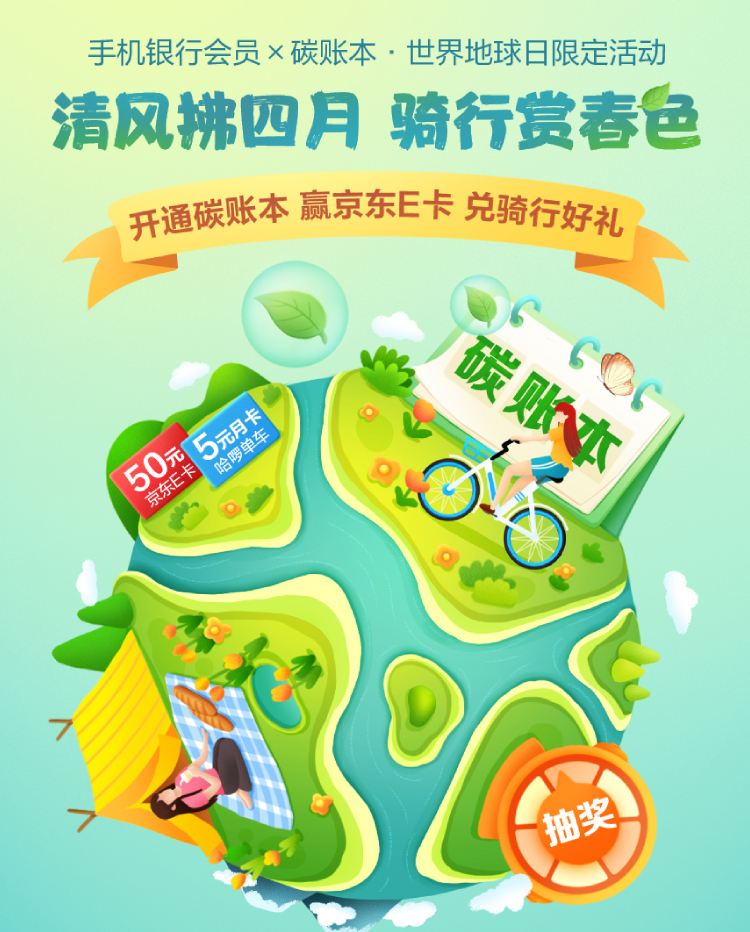 手机银行会员×碳账本·世界地球日限定活动
清风拂四月 骑行赏春色
开通碳账本 赢京东E卡 兑骑行好礼
碳账本
50元
京东E卡
5元月卡
哈啰单车
抽奖